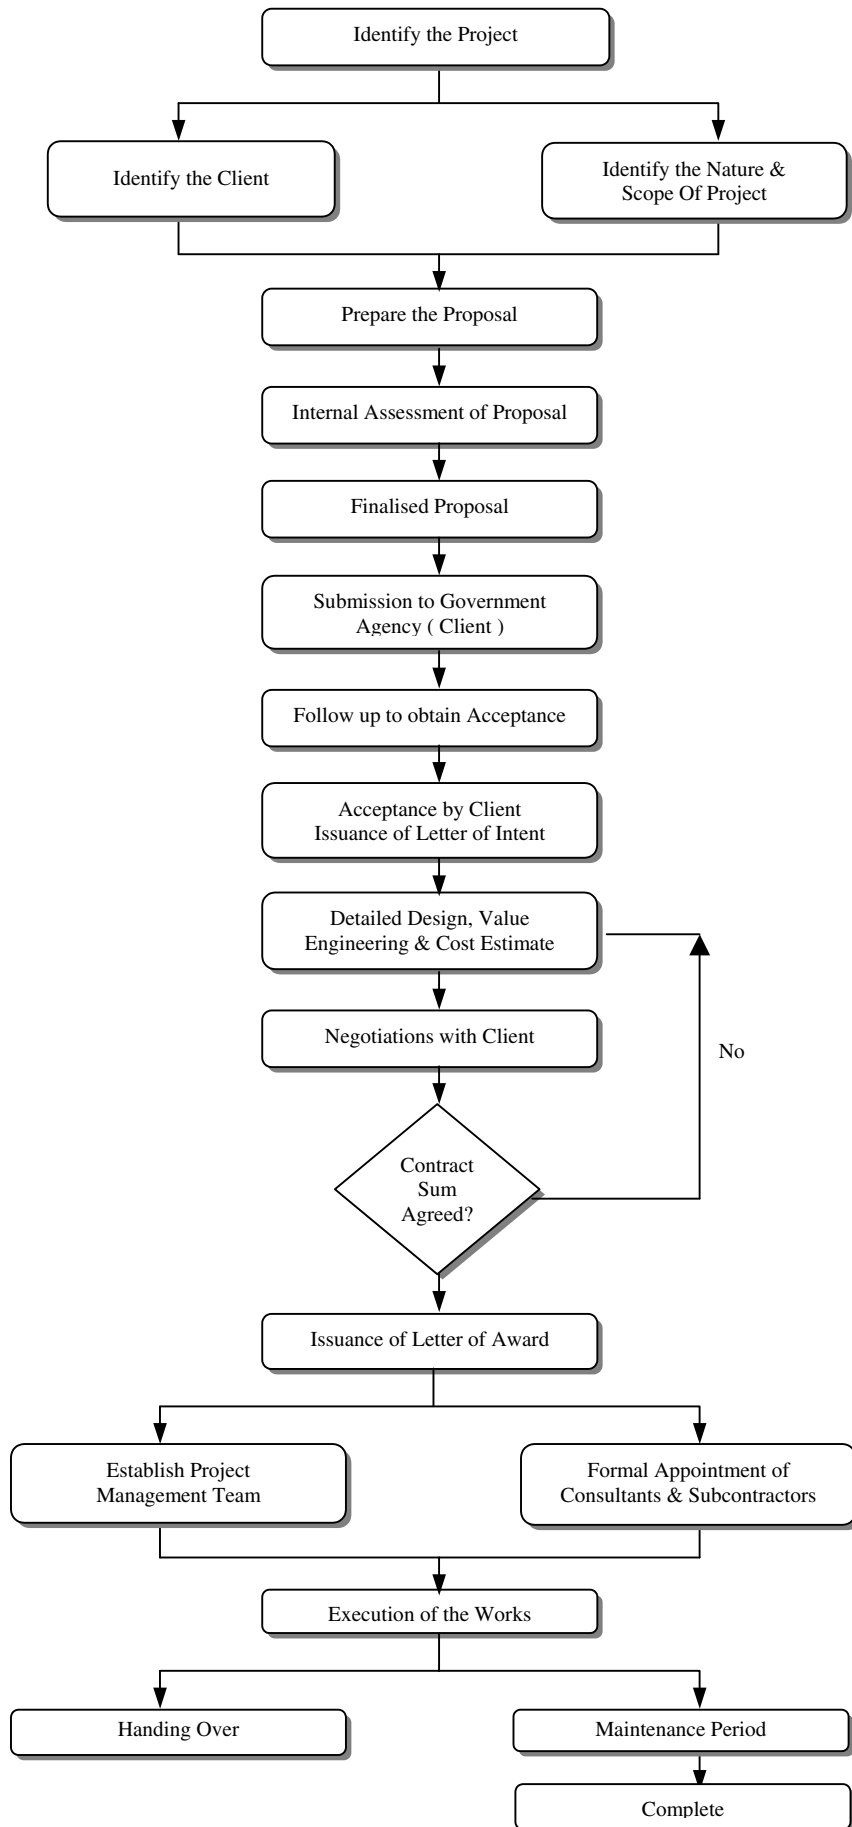 Identify the Project
Identify the Client
Identify the Nature &
Scope Of Project
Prepare the Proposal
Internal Assessment of Proposal
Finalised Proposal
Submission to Government
Agency ( Client )
Follow up to obtain Acceptance
Acceptance by Client
Issuance of Letter of Intent
Detailed Design, Value
Engineering & Cost Estimate
Negotiations with Client
No
Contract
Sum
Agreed?
Issuance of Letter of Award
Establish Project
Management Team
Formal Appointment of
Consultants & Subcontractors
Execution of the Works
Handing Over
Maintenance Period
Complete